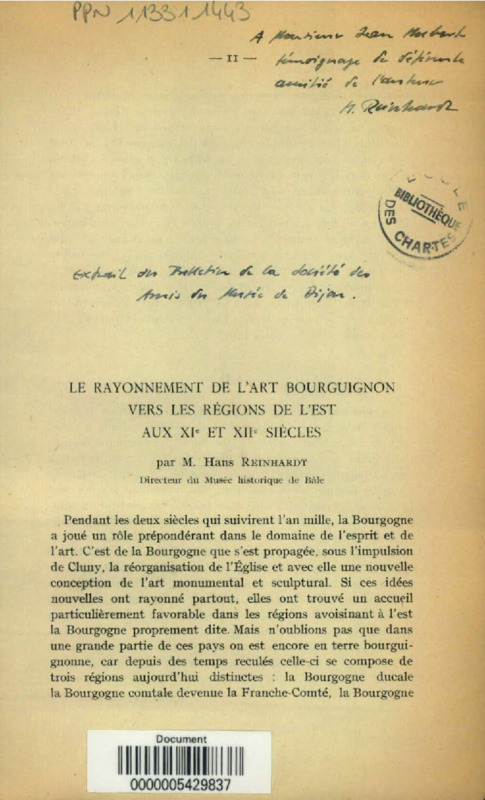 PPN 113311443
A Monsieur Jean Hubert
— II —
témoignage de déférente
amitié de l'auteur
H. Reinhardt
ÉCOLE
BIBLIOTHÈQUE
DES CHARTES
Extrait du Bulletin de la Société des
Amis du Musée de Dijon.
LE RAYONNEMENT DE L'ART BOURGUIGNON
VERS LES RÉGIONS DE L'EST
AUX XIe ET XIIe SIÈCLES
par M. Hans REINHARDT
Directeur du Musée historique de Bâle
Pendant les deux siècles qui suivirent l'an mille, la Bourgogne
a joué un rôle prépondérant dans le domaine de l'esprit et de
l'art. C'est de la Bourgogne que s'est propagée, sous l'impulsion
de Cluny, la réorganisation de l'Église et avec elle une nouvelle
conception de l'art monumental et sculptural. Si ces idées
nouvelles ont rayonné partout, elles ont trouvé un accueil
particulièrement favorable dans les régions avoisinant à l'est
la Bourgogne proprement dite. Mais n'oublions pas que dans
une grande partie de ces pays on est encore en terre bourgui-
gnonne, car depuis des temps reculés celle-ci se compose de
trois régions aujourd'hui distinctes : la Bourgogne ducale
la Bourgogne comtale devenue la Franche-Comté, la Bourgogne
Document
0000005429837